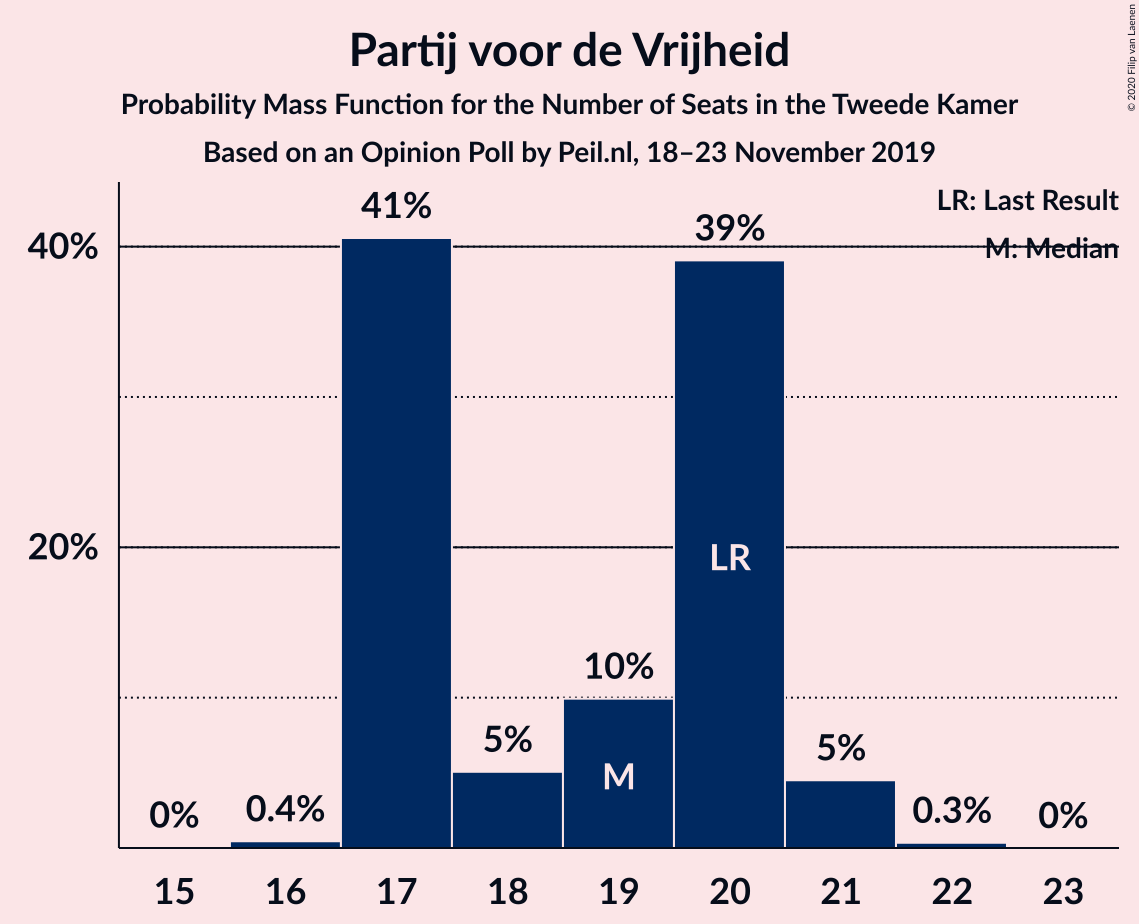 Partij voor de Vrijheid
Probability Mass Function for the Number of Seats in the Tweede Kamer
Based on an Opinion Poll by Peil.nl, 18–23 November 2019
© 2020 Filip van Laenen
LR: Last Result
M: Median
40%
20%
0%
0.4%
41%
5%
10%
39%
5%
0.3%
0%
M
LR
15 16 17 18 19 20 21 22 23